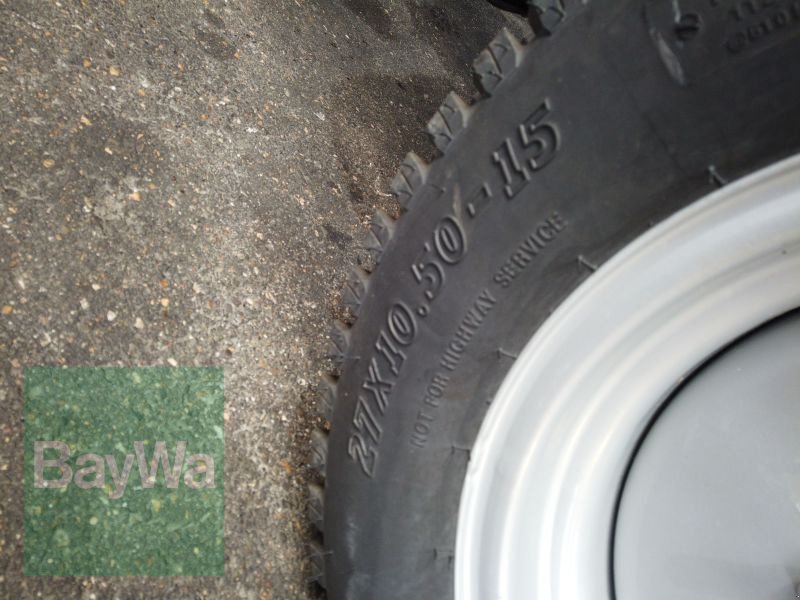 27X10.50-15
NOT FOR HIGHWAY SERVICE
BayWa